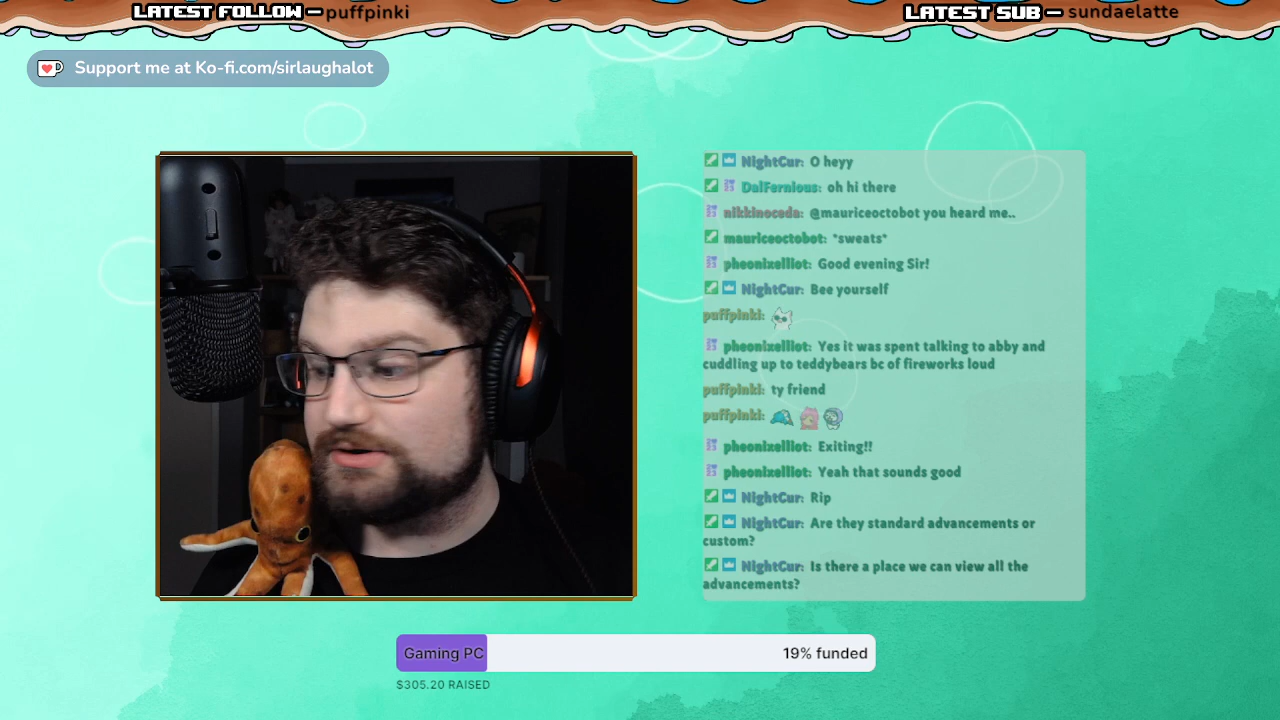 LATEST FOLLOW – puffpinki
LATEST SUB – sundaelatte
Support me at Ko-fi.com/sirlaughalot
NightCur: O heyy
DalFernious: oh hi there
nikkinoceda: @mauriceoctobot you heard me..
mauriceoctobot: *sweats*
pheonixelliot: Good evening Sir!
NightCur: Bee yourself
puffpinki:
pheonixelliot: Yes it was spent talking to abby and
cuddling up to teddybears bc of fireworks loud
puffpinki: ty friend
puffpinki:
pheonixelliot: Exiting!!
pheonixelliot: Yeah that sounds good
NightCur: Rip
NightCur: Are they standard advancements or
custom?
NightCur: Is there a place we can view all the
advancements?
Gaming PC 19% funded
$305.20 RAISED